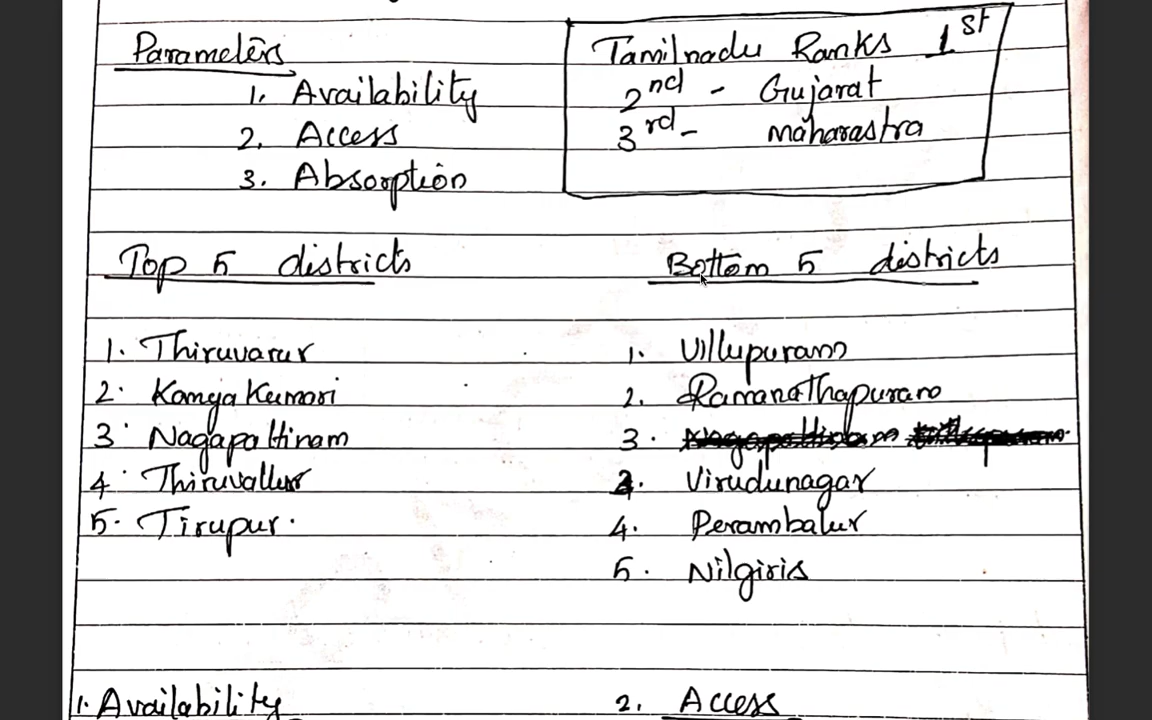 Parameters
1. Availability
2. Access
3. Absorption
Tamilnadu Ranks 1st
2nd - Gujarat
3rd - maharastra
Top 5 districts
1. Thiruvarur
2. Kanyakumari
3. Nagapattinam
4. Thiruvallur
5. Tirupur.
Bottom 5 districts
1. Villupuram
2. Ramanathapuram
3.
3. Virudunagar
4. Perambalur
5. Nilgiris
1. Availability
2. Access